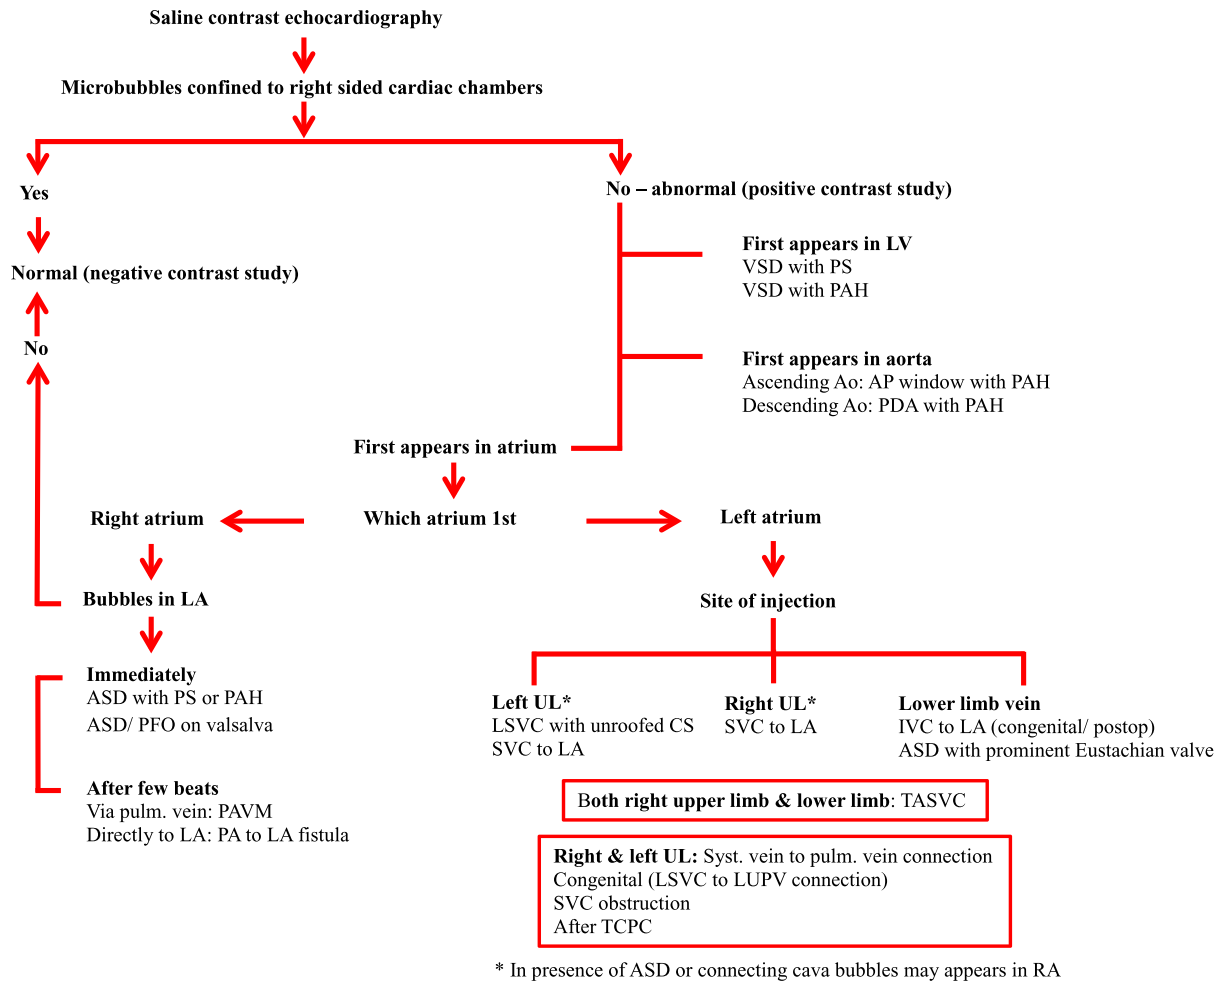 Saline contrast echocardiography
Microbubbles confined to right sided cardiac chambers
Yes
No – abnormal (positive contrast study)
Normal (negative contrast study)
No
First appears in LV
VSD with PS
VSD with PAH
First appears in aorta
Ascending Ao: AP window with PAH
Descending Ao: PDA with PAH
First appears in atrium
Which atrium 1st
Right atrium
Left atrium
Bubbles in LA
Immediately
ASD with PS or PAH
ASD/ PFO on valsalva
After few beats
Via pulm. vein: PAVM
Directly to LA: PA to LA fistula
Site of injection
Left UL*
LSVC with unroofed CS
SVC to LA
Right UL*
SVC to LA
Lower limb vein
IVC to LA (congenital/ postop)
ASD with prominent Eustachian valve
Both right upper limb & lower limb: TASVC
Right & left UL: Syst. vein to pulm. vein connection
Congenital (LSVC to LUPV connection)
SVC obstruction
After TCPC
* In presence of ASD or connecting cava bubbles may appears in RA